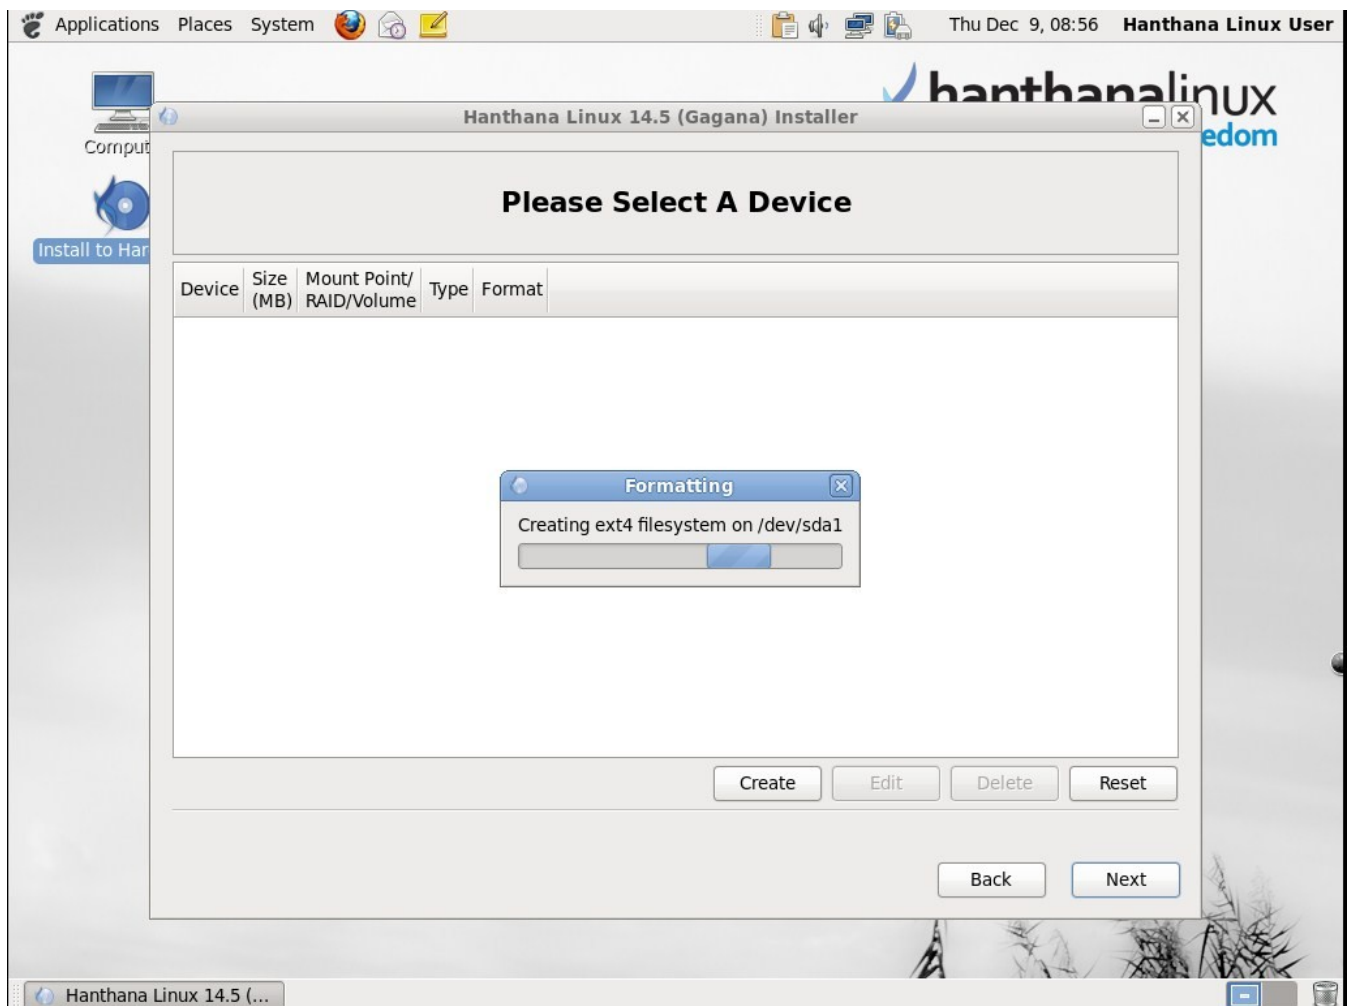 Applications Places System Thu Dec 9, 08:56 Hanthana Linux User
hanthanalinux
edom
Comput
Install to Har
Hanthana Linux 14.5 (Gagana) Installer
Please Select A Device
Device
Size
(MB)
Mount Point/
RAID/Volume
Type
Format
Formatting
Creating ext4 filesystem on /dev/sda1
Create Edit Delete Reset
Back Next
Hanthana Linux 14.5 (...